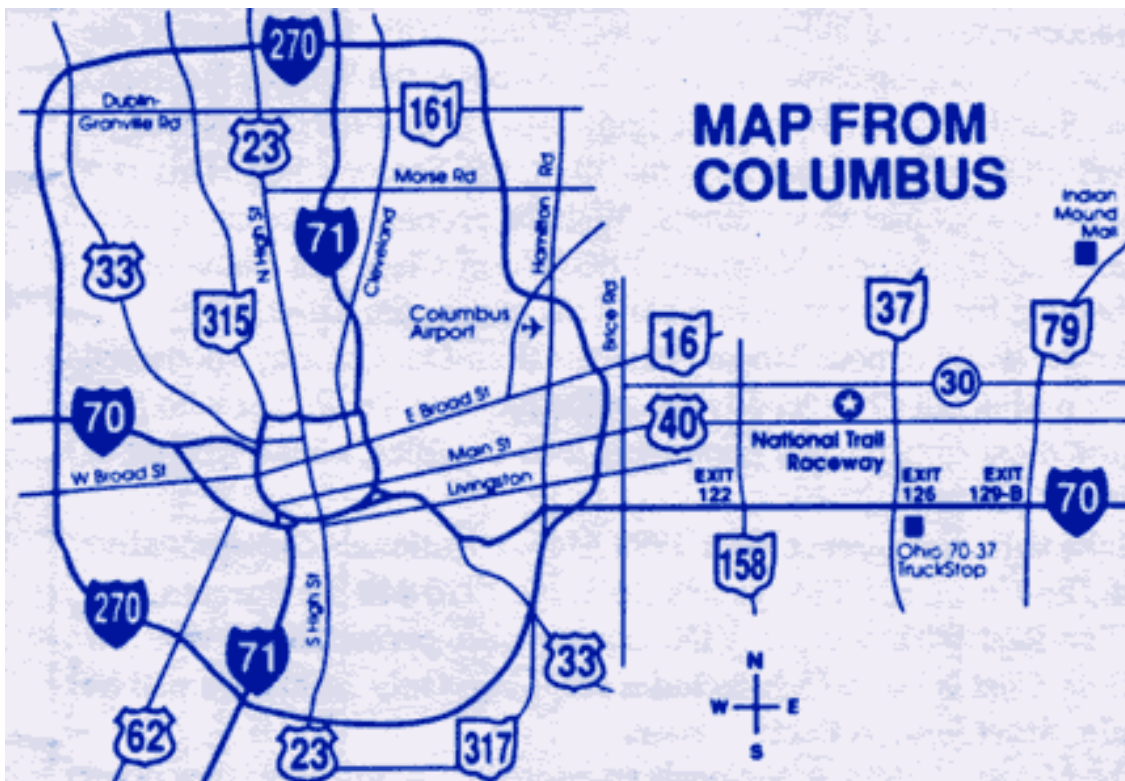 270
Dublin-
Granville Rd
161
23
MAP FROM
COLUMBUS
Morse Rd
Hamilton Rd
Indian
Mound
Mall
N High St
71
Cleveland
33
315
Columbus
Airport
Brice Rd
16
37
79
30
70
E Broad St
40
W Broad St
Main St
National Trail
Raceway
Livingston
EXIT
122
EXIT
126
EXIT
129-B
70
158
Ohio 70-37
TruckStop
270
S High St
71
33
N
W
E
S
62
23
317